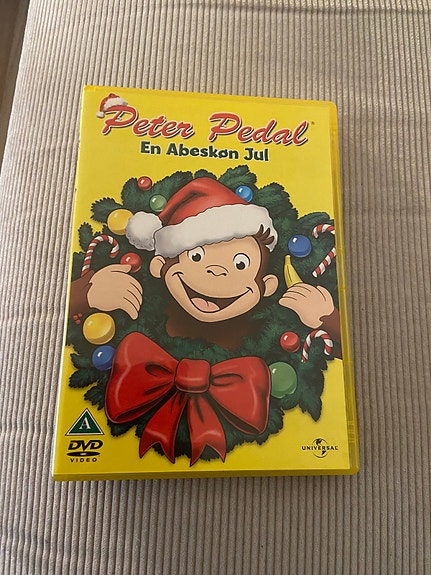 Peter Pedal®
En Abeskøn Jul
A
DVD
VIDEO
UNIVERSAL